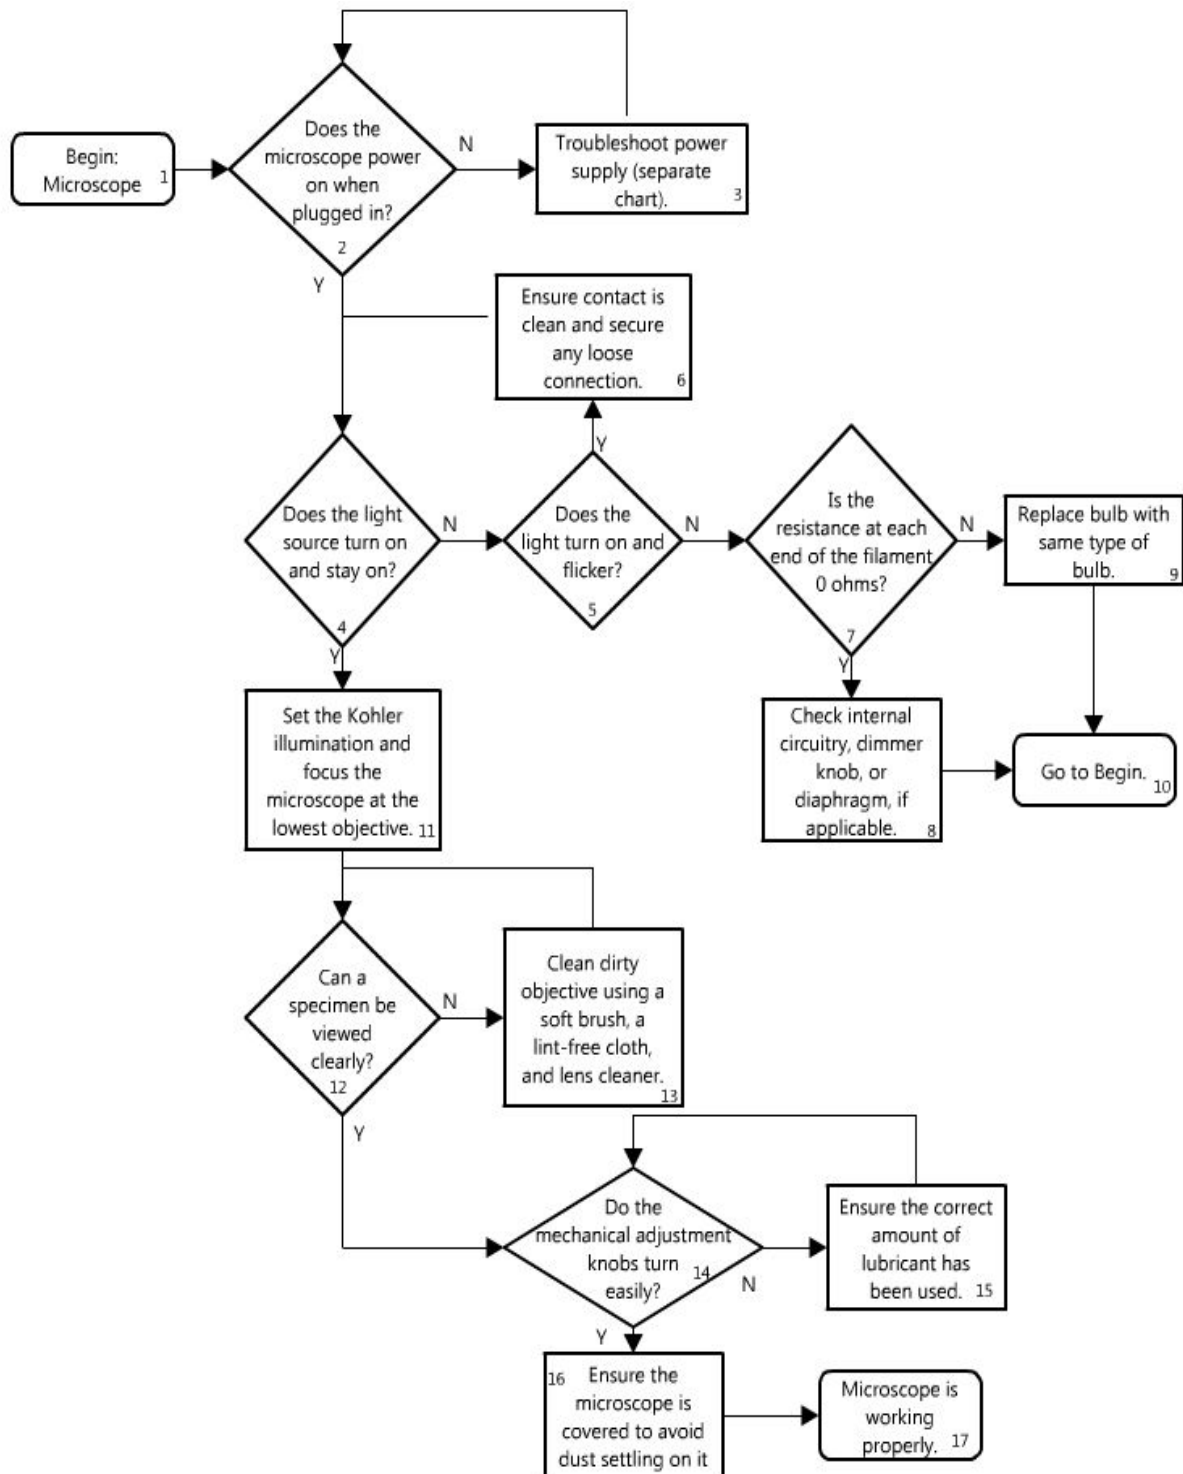 Begin:
Microscope 1
Does the
microscope power
on when
plugged in?
2
N
Y
Troubleshoot power
supply (separate
chart).
3
Ensure contact is
clean and secure
any loose
connection. 6
Y
Does the light
source turn on
and stay on?
4
N
Y
Does the
light turn on and
flicker?
5
N
Is the
resistance at each
end of the filament
0 ohms?
7
N
Y
Replace bulb with
same type of
bulb. 9
Check internal
circuitry, dimmer
knob, or
diaphragm, if
applicable. 8
Go to Begin. 10
Set the Kohler
illumination and
focus the
microscope at the
lowest objective. 11
Can a
specimen be
viewed
clearly?
12
N
Y
Clean dirty
objective using a
soft brush, a
lint-free cloth,
and lens cleaner.
13
Do the
mechanical adjustment
knobs turn 14
easily?
N
Y
Ensure the correct
amount of
lubricant has
been used. 15
16 Ensure the
microscope is
covered to avoid
dust settling on it
Microscope is
working
properly. 17